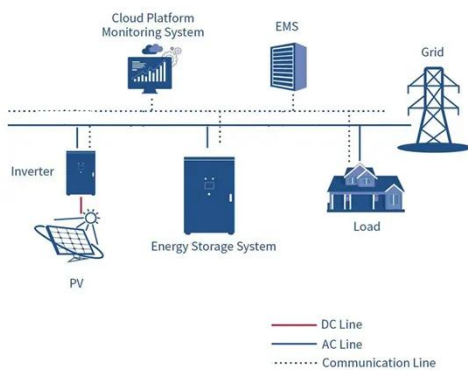 Cloud Platform
Monitoring System
EMS
Grid
Inverter
Energy Storage System
Load
PV
DC Line
AC Line
Communication Line